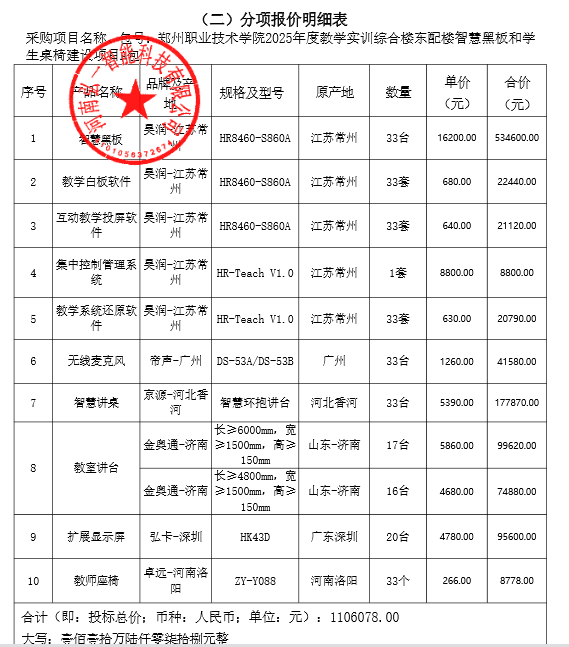 （二）分项报价明细表
采购项目名称、包号：郑州职业技术学院2025年度教学实训综合楼东配楼智慧黑板和学
生桌椅建设项目
序号 产品名称 品牌及产地 规格及型号 原产地 数量 单价（元） 合价（元）
1 智慧黑板 昊润-江苏常州 HR8460-S860A 江苏常州 33台 16200.00 534600.00
2 教学白板软件 昊润-江苏常州 HR8460-S860A 江苏常州 33套 680.00 22440.00
3 互动教学投屏软件 昊润-江苏常州 HR8460-S860A 江苏常州 33套 640.00 21120.00
4 集中控制管理系统 昊润-江苏常州 HR-Teach V1.0 江苏常州 1套 8800.00 8800.00
5 教学系统还原软件 昊润-江苏常州 HR-Teach V1.0 江苏常州 33套 630.00 20790.00
6 无线麦克风 帝声-广州 DS-53A/DS-53B 广州 33台 1260.00 41580.00
7 智慧讲桌 京源-河北香河 智慧环抱讲台 河北香河 33台 5390.00 177870.00
8 教室讲台 金奥通-济南 长≥6000mm，宽≥1500mm，高≥150mm 山东-济南 17台 5860.00 99620.00
金奥通-济南 长≥4800mm，宽≥1500mm，高≥150mm 山东-济南 16台 4680.00 74880.00
9 扩展显示屏 弘卡-深圳 HK43D 广东深圳 20台 4780.00 95600.00
10 教师座椅 卓远-河南洛阳 ZY-Y088 河南洛阳 33个 266.00 8778.00
合计（即：投标总价；币种：人民币；单位：元）：1106078.00
大写：壹佰壹拾万陆仟零柒拾捌元整